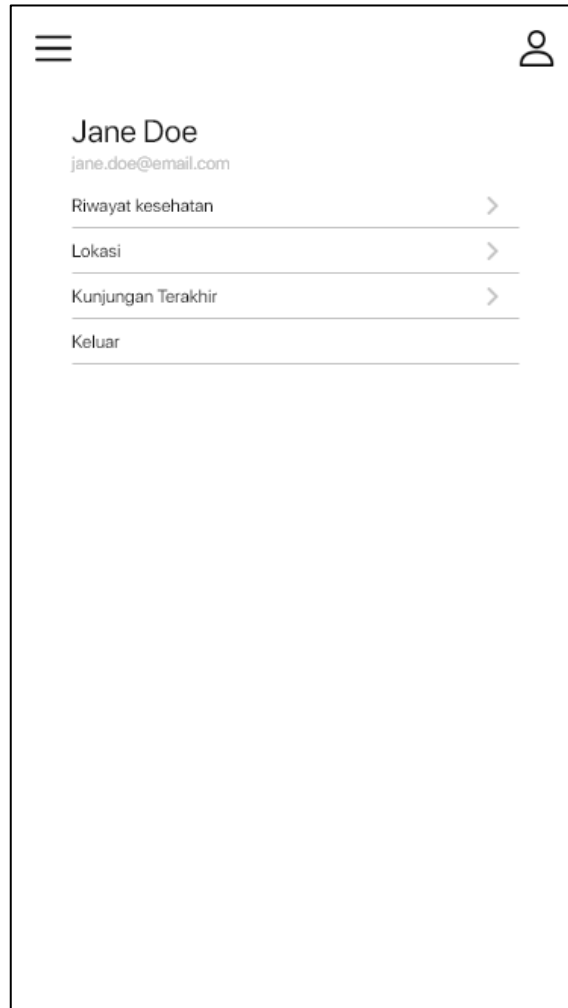 Jane Doe
jane.doe@email.com
Riwayat kesehatan
Lokasi
Kunjungan Terakhir
Keluar